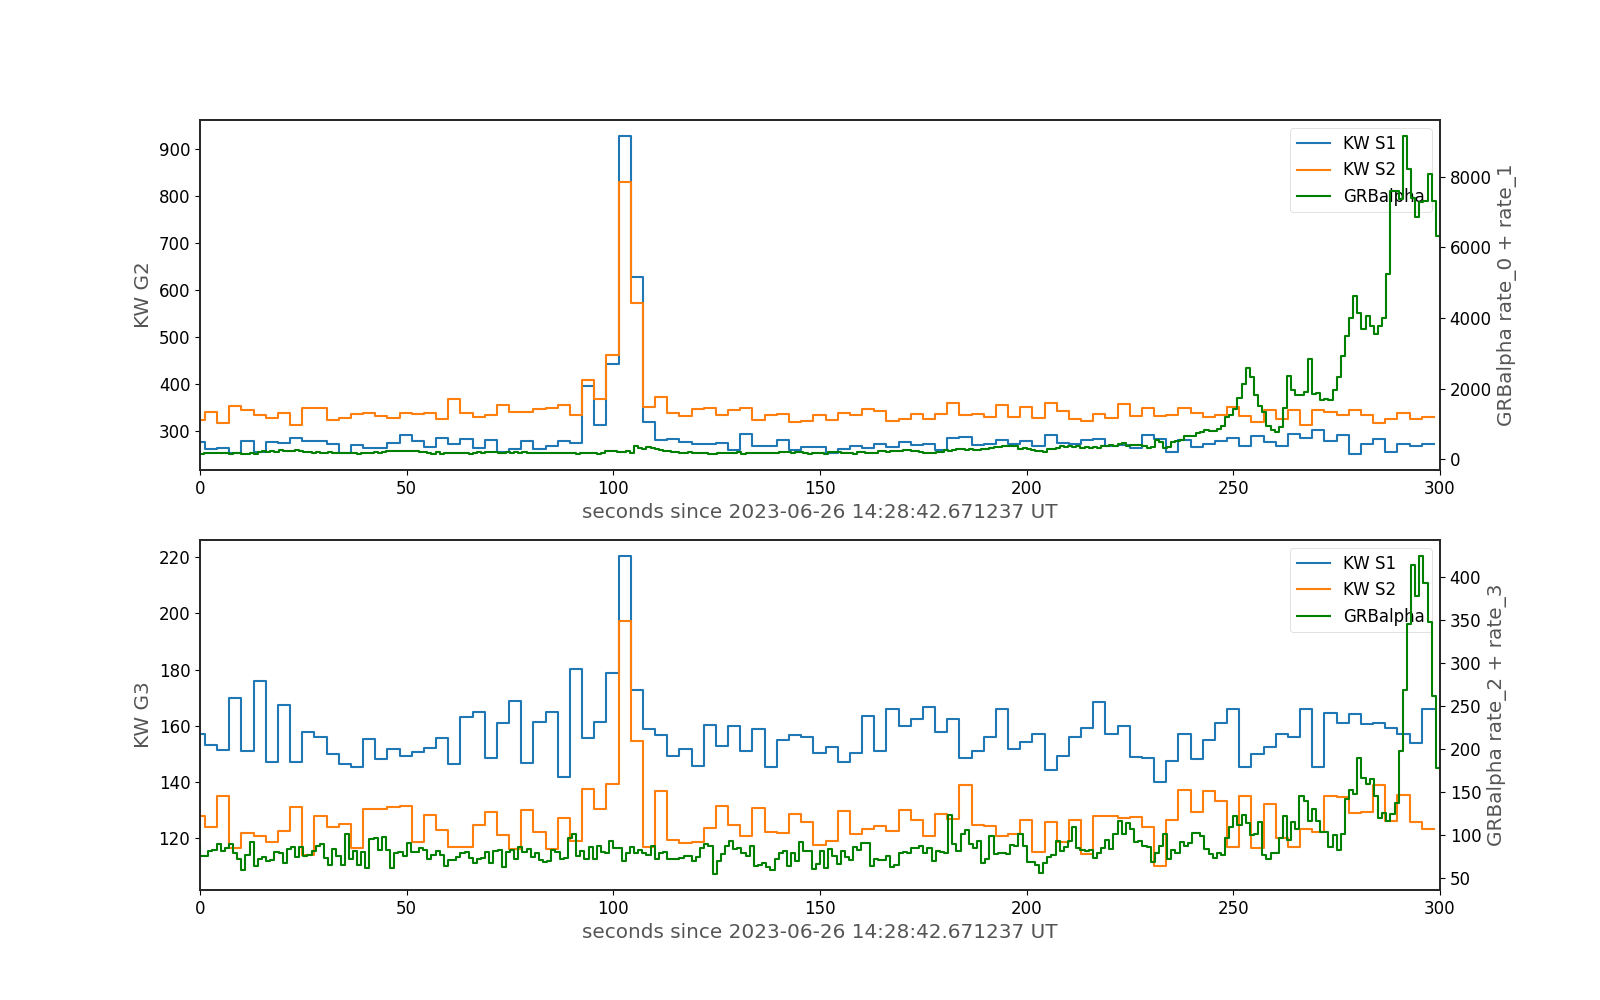 900
800
700
600
500
400
300
KW G2
KW S1
KW S2
GRBalpha
8000
6000
4000
2000
0
GRBalpha rate_0 + rate_1
0 50 100 150 200 250 300
seconds since 2023-06-26 14:28:42.671237 UT
220
200
180
160
140
120
KW G3
KW S1
KW S2
GRBalpha
400
350
300
250
200
150
100
50
GRBalpha rate_2 + rate_3
0 50 100 150 200 250 300
seconds since 2023-06-26 14:28:42.671237 UT